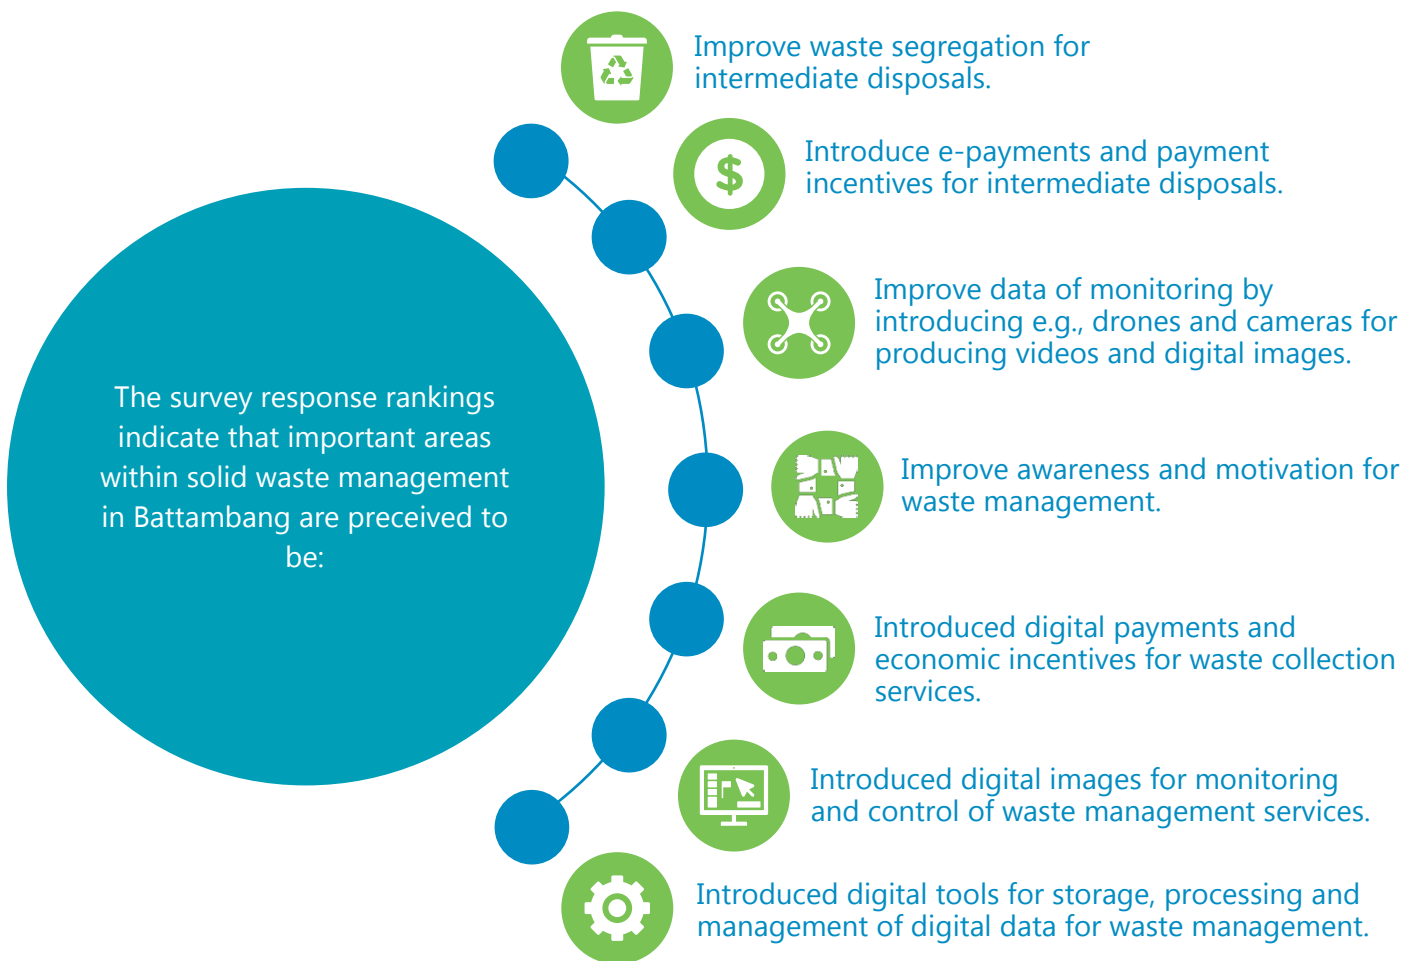 Improve waste segregation for
intermediate disposals.
Introduce e-payments and payment
incentives for intermediate disposals.
Improve data of monitoring by
introducing e.g., drones and cameras for
producing videos and digital images.
The survey response rankings
indicate that important areas
within solid waste management
in Battambang are preceived to
be:
Improve awareness and motivation for
waste management.
Introduced digital payments and
economic incentives for waste collection
services.
Introduced digital images for monitoring
and control of waste management services.
Introduced digital tools for storage, processing and
management of digital data for waste management.